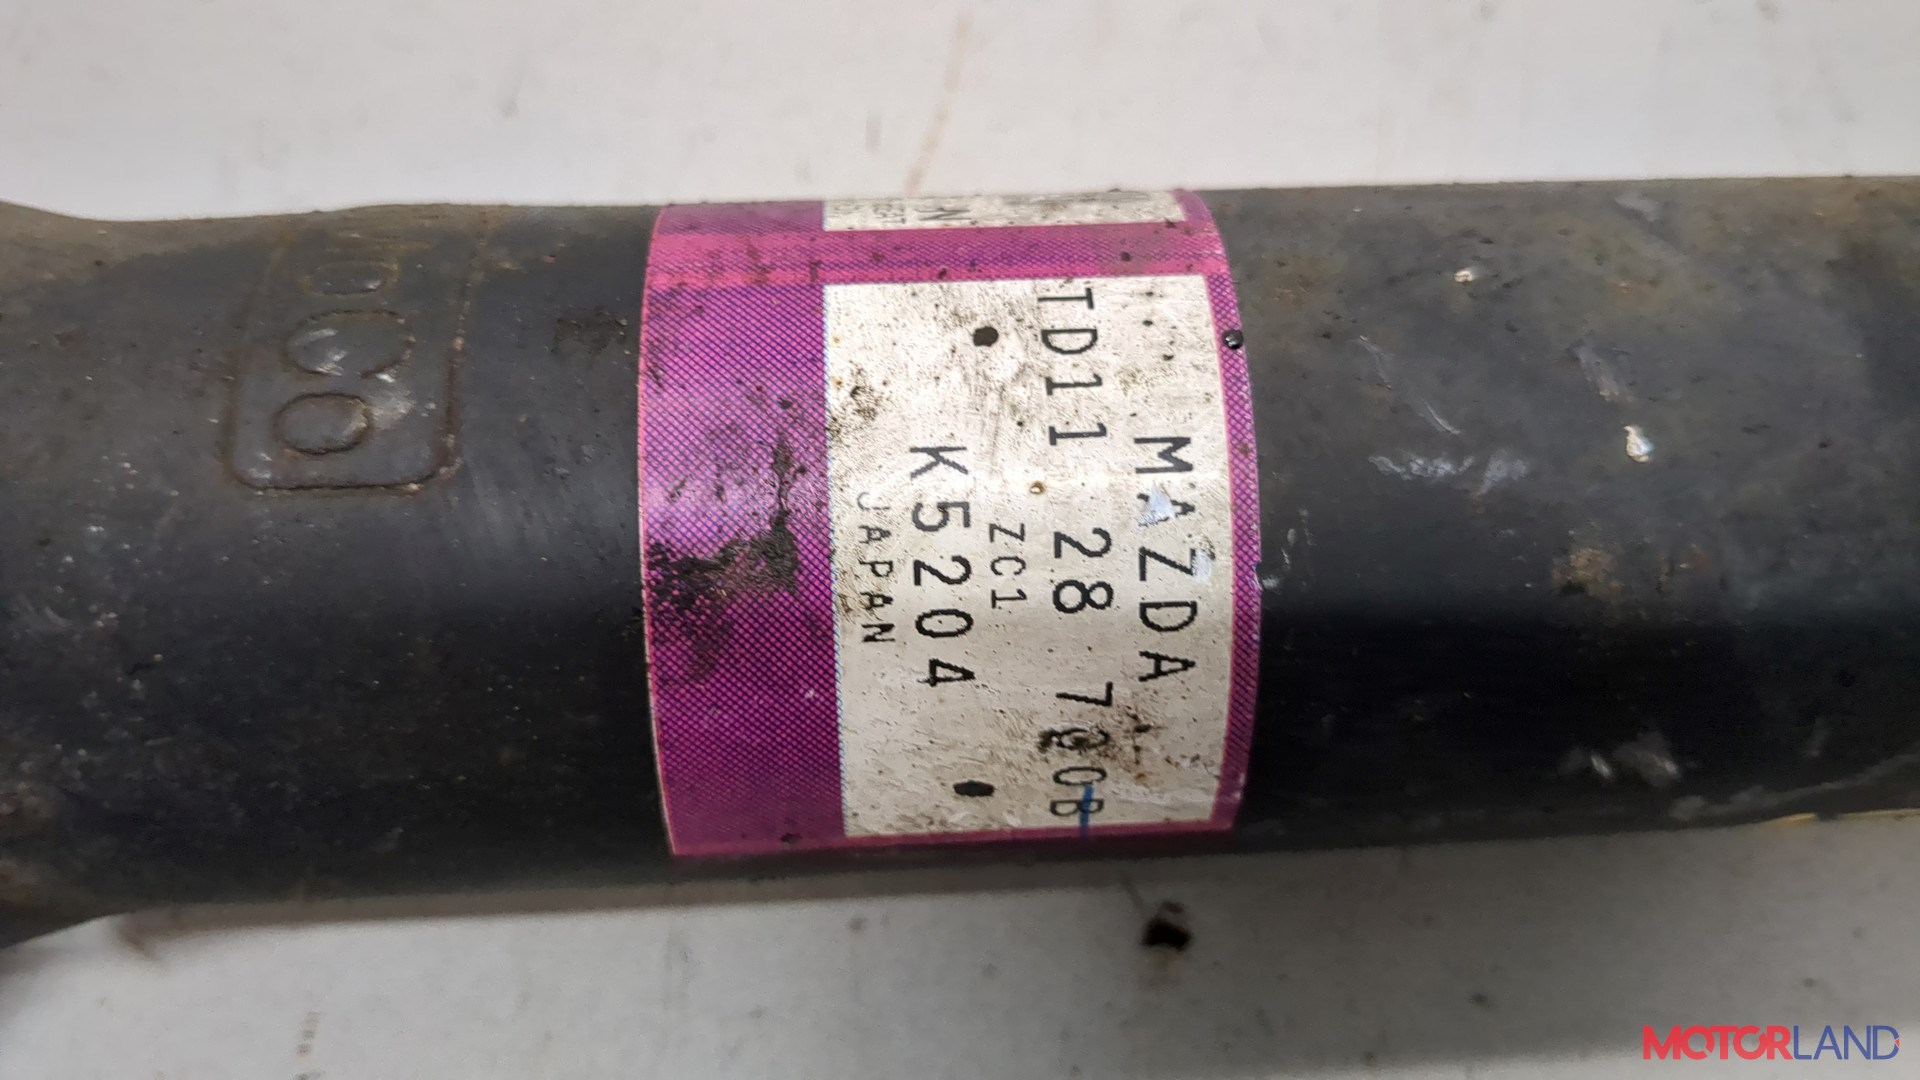 MAZDA
TD11 28 700B
ZC1
K5204
JAPAN
MOTORLAND